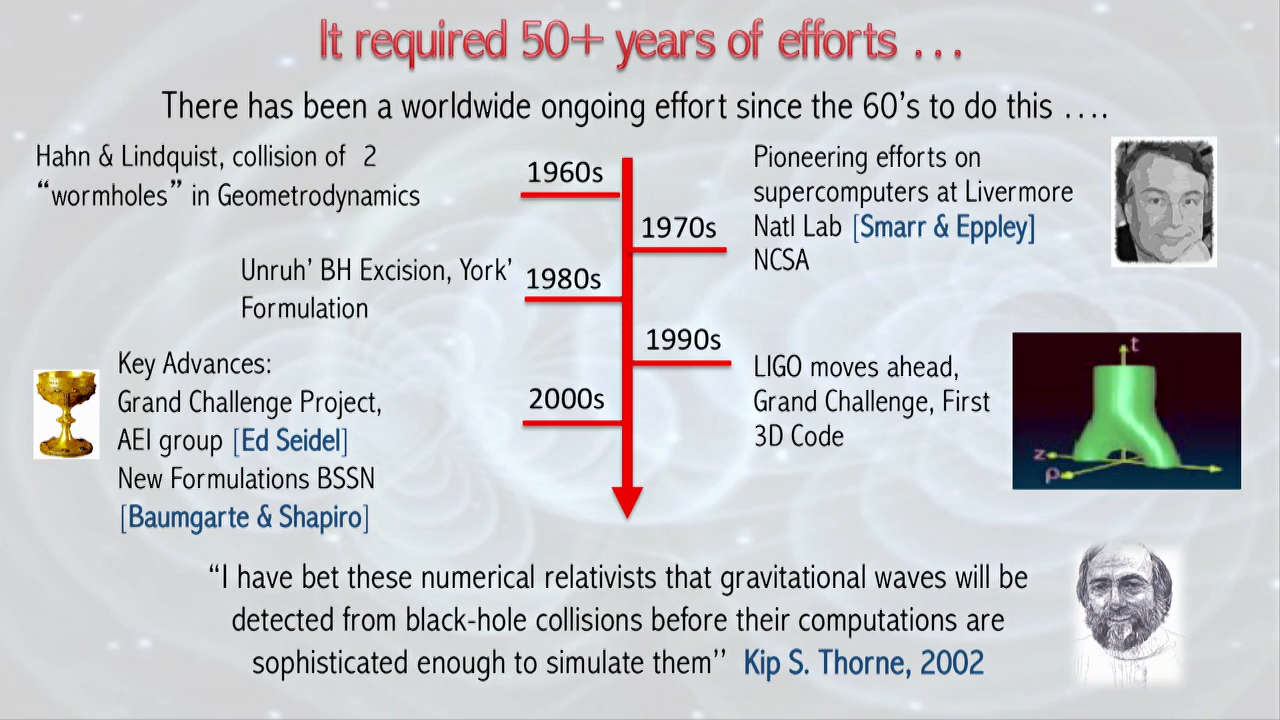 It required 50+ years of efforts ...
There has been a worldwide ongoing effort since the 60's to do this ....
Hahn & Lindquist, collision of 2
“wormholes” in Geometrodynamics
1960s
Pioneering efforts on
supercomputers at Livermore
Natl Lab [Smarr & Eppley]
NCSA
1970s
Unruh’ BH Excision, York’
Formulation
1980s
1990s
LIGO moves ahead,
Grand Challenge, First
3D Code
t
z
ρ
Key Advances:
Grand Challenge Project,
AEI group [Ed Seidel]
New Formulations BSSN
[Baumgarte & Shapiro]
2000s
“I have bet these numerical relativists that gravitational waves will be
detected from black-hole collisions before their computations are
sophisticated enough to simulate them’’ Kip S. Thorne, 2002